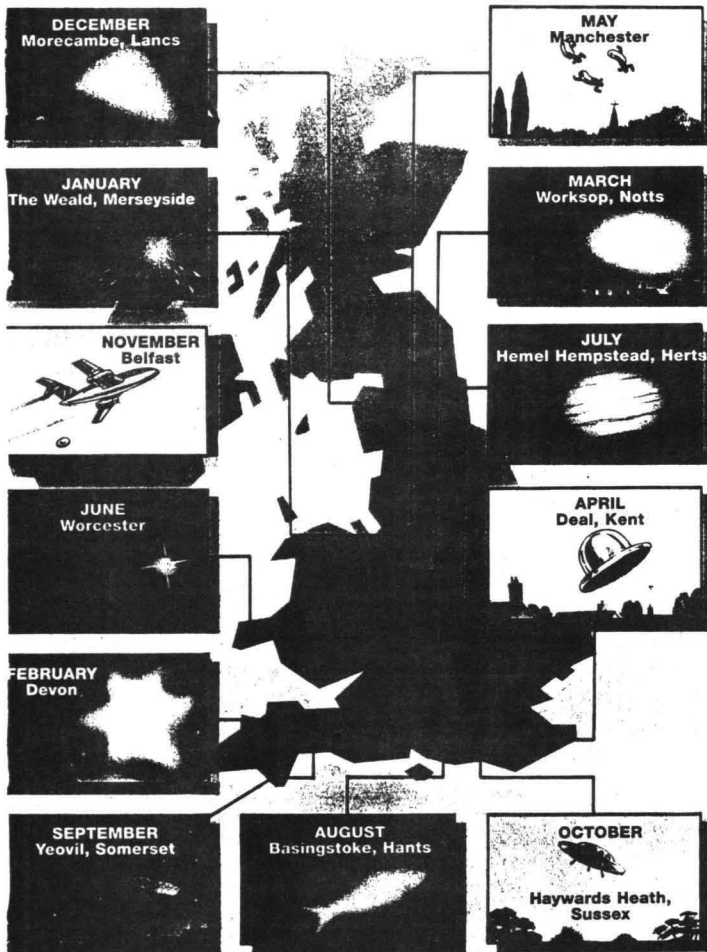 DECEMBER
Morecambe, Lancs
MAY
Manchester
JANUARY
The Weald, Merseyside
MARCH
Worksop, Notts
NOVEMBER
Belfast
JULY
Hemel Hempstead, Herts
JUNE
Worcester
APRIL
Deal, Kent
FEBRUARY
Devon
SEPTEMBER
Yeovil, Somerset
AUGUST
Basingstoke, Hants
OCTOBER
Haywards Heath,
Sussex